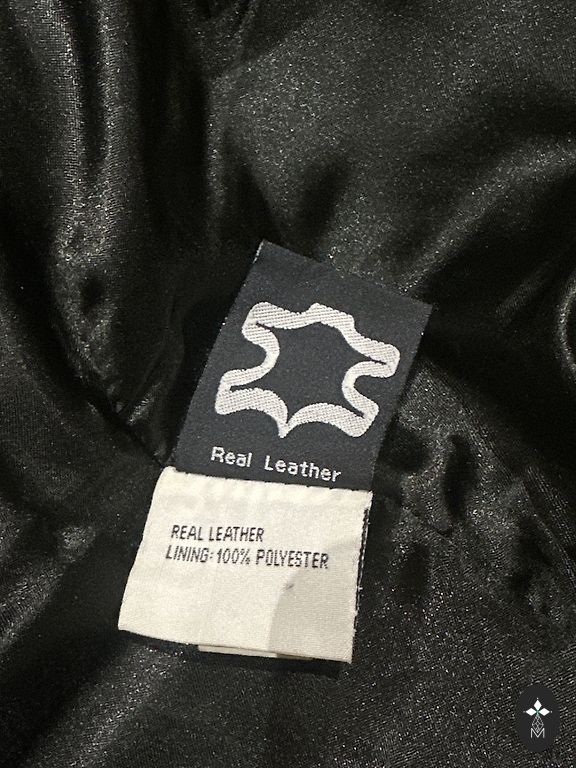 Real Leather
REAL LEATHER
LINING: 100% POLYESTER
M